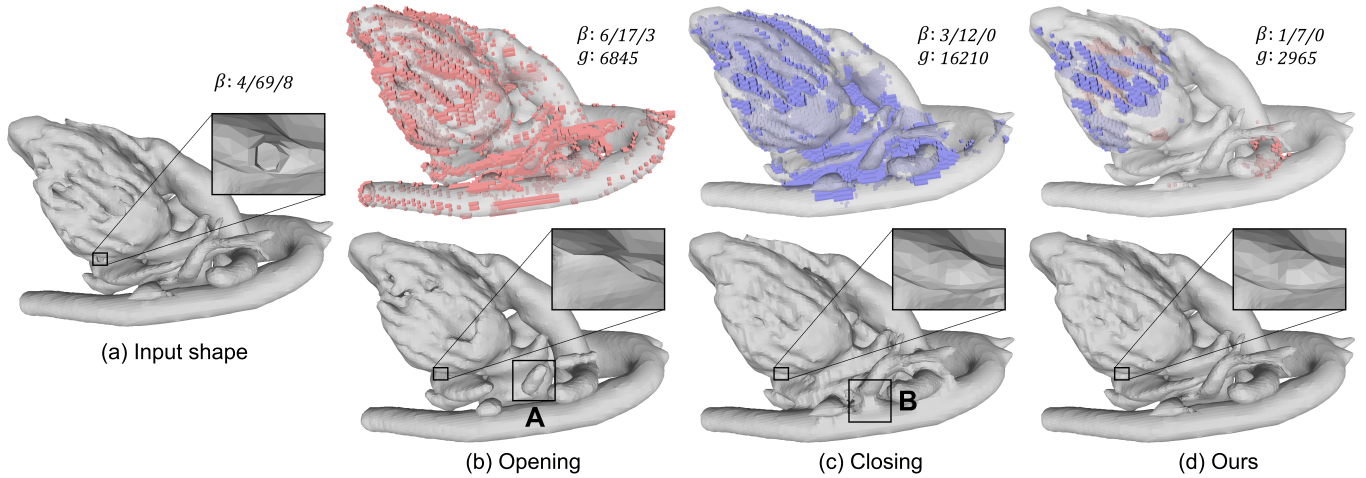 β: 6/17/3
g: 6845
β: 3/12/0
g: 16210
β: 1/7/0
g: 2965
β: 4/69/8
A
B
(a) Input shape
(b) Opening
(c) Closing
(d) Ours